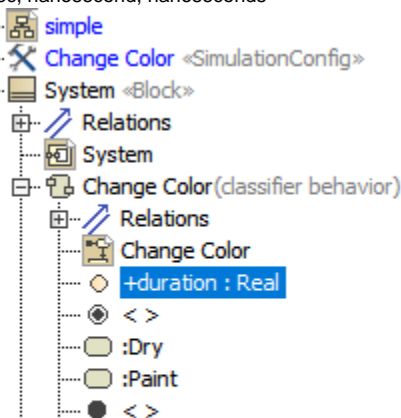 simple
Change Color «SimulationConfig»
System «Block»
Relations
System
Change Color(classifier behavior)
Relations
Change Color
+duration : Real
< >
:Dry
:Paint
< >